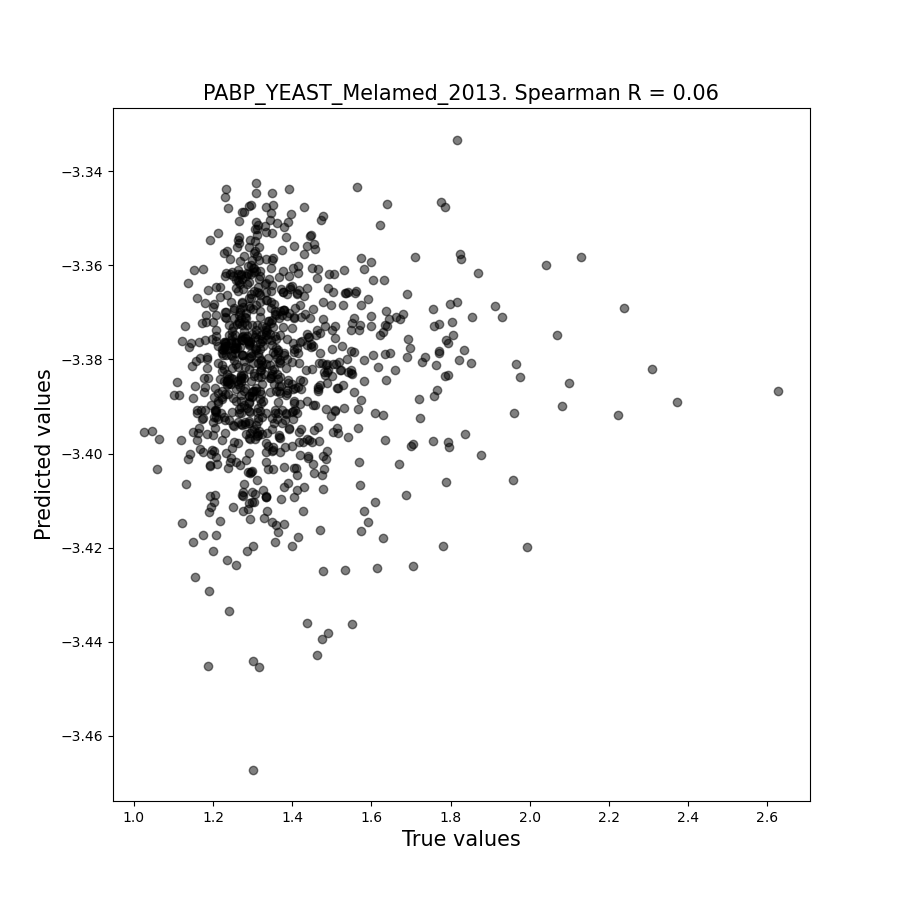 PABP_YEAST_Melamed_2013. Spearman R = 0.06
Predicted values
−3.34
−3.36
−3.38
−3.40
−3.42
−3.44
−3.46
1.0 1.2 1.4 1.6 1.8 2.0 2.2 2.4 2.6
True values